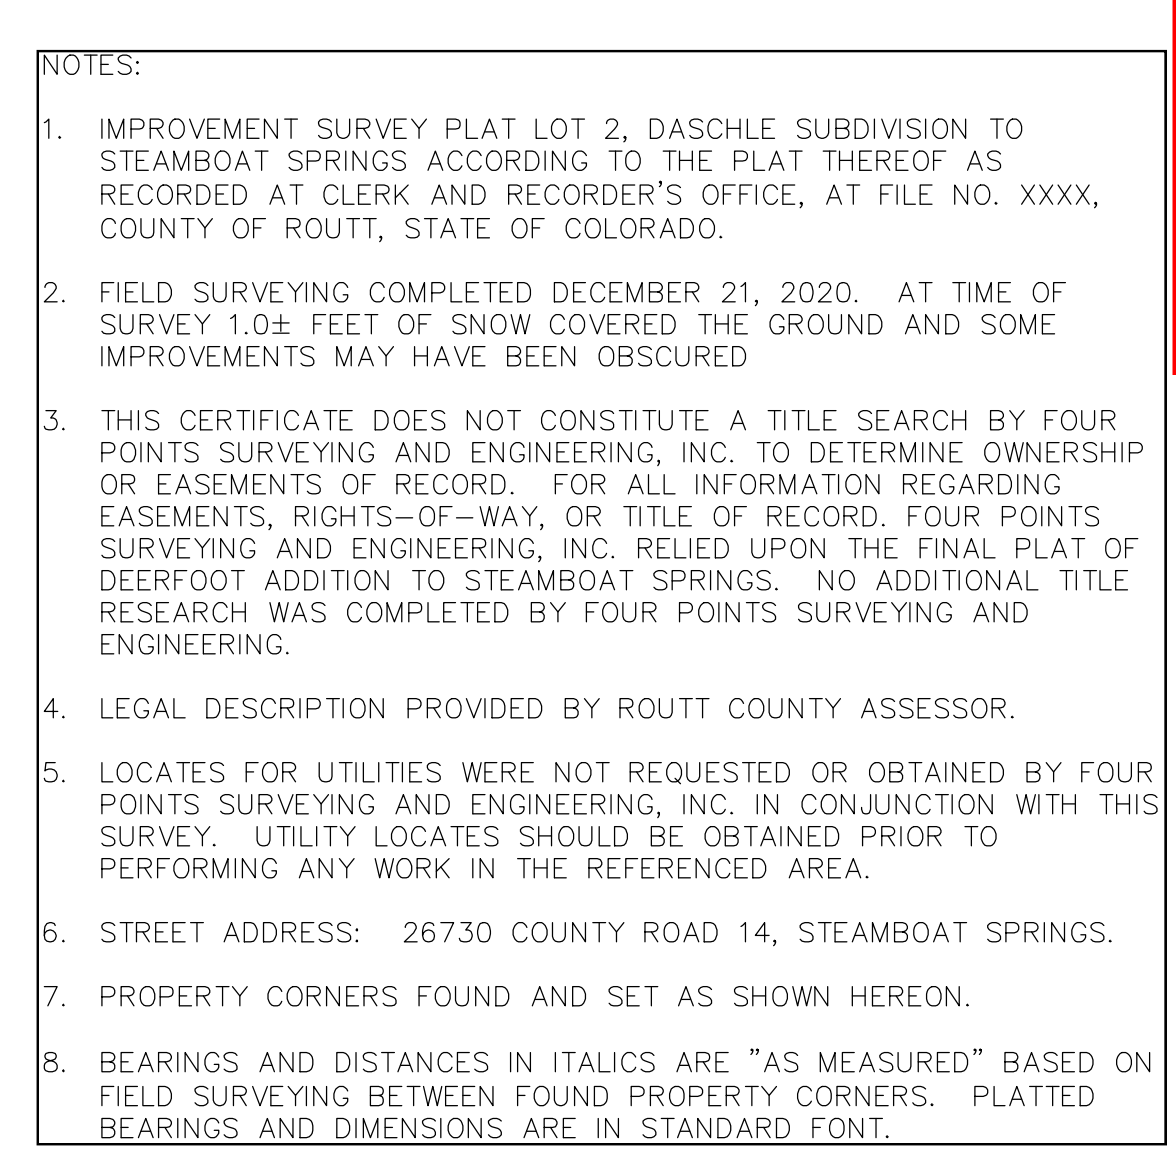 NOTES:
1. IMPROVEMENT SURVEY PLAT LOT 2, DASCHLE SUBDIVISION TO
STEAMBOAT SPRINGS ACCORDING TO THE PLAT THEREOF AS
RECORDED AT CLERK AND RECORDER'S OFFICE, AT FILE NO. XXXX,
COUNTY OF ROUTT, STATE OF COLORADO.
2. FIELD SURVEYING COMPLETED DECEMBER 21, 2020. AT TIME OF
SURVEY 1.0± FEET OF SNOW COVERED THE GROUND AND SOME
IMPROVEMENTS MAY HAVE BEEN OBSCURED
3. THIS CERTIFICATE DOES NOT CONSTITUTE A TITLE SEARCH BY FOUR
POINTS SURVEYING AND ENGINEERING, INC. TO DETERMINE OWNERSHIP
OR EASEMENTS OF RECORD. FOR ALL INFORMATION REGARDING
EASEMENTS, RIGHTS-OF-WAY, OR TITLE OF RECORD. FOUR POINTS
SURVEYING AND ENGINEERING, INC. RELIED UPON THE FINAL PLAT OF
DEERFOOT ADDITION TO STEAMBOAT SPRINGS. NO ADDITIONAL TITLE
RESEARCH WAS COMPLETED BY FOUR POINTS SURVEYING AND
ENGINEERING.
4. LEGAL DESCRIPTION PROVIDED BY ROUTT COUNTY ASSESSOR.
5. LOCATES FOR UTILITIES WERE NOT REQUESTED OR OBTAINED BY FOUR
POINTS SURVEYING AND ENGINEERING, INC. IN CONJUNCTION WITH THIS
SURVEY. UTILITY LOCATES SHOULD BE OBTAINED PRIOR TO
PERFORMING ANY WORK IN THE REFERENCED AREA.
6. STREET ADDRESS: 26730 COUNTY ROAD 14, STEAMBOAT SPRINGS.
7. PROPERTY CORNERS FOUND AND SET AS SHOWN HEREON.
8. BEARINGS AND DISTANCES IN ITALICS ARE "AS MEASURED" BASED ON
FIELD SURVEYING BETWEEN FOUND PROPERTY CORNERS. PLATTED
BEARINGS AND DIMENSIONS ARE IN STANDARD FONT.